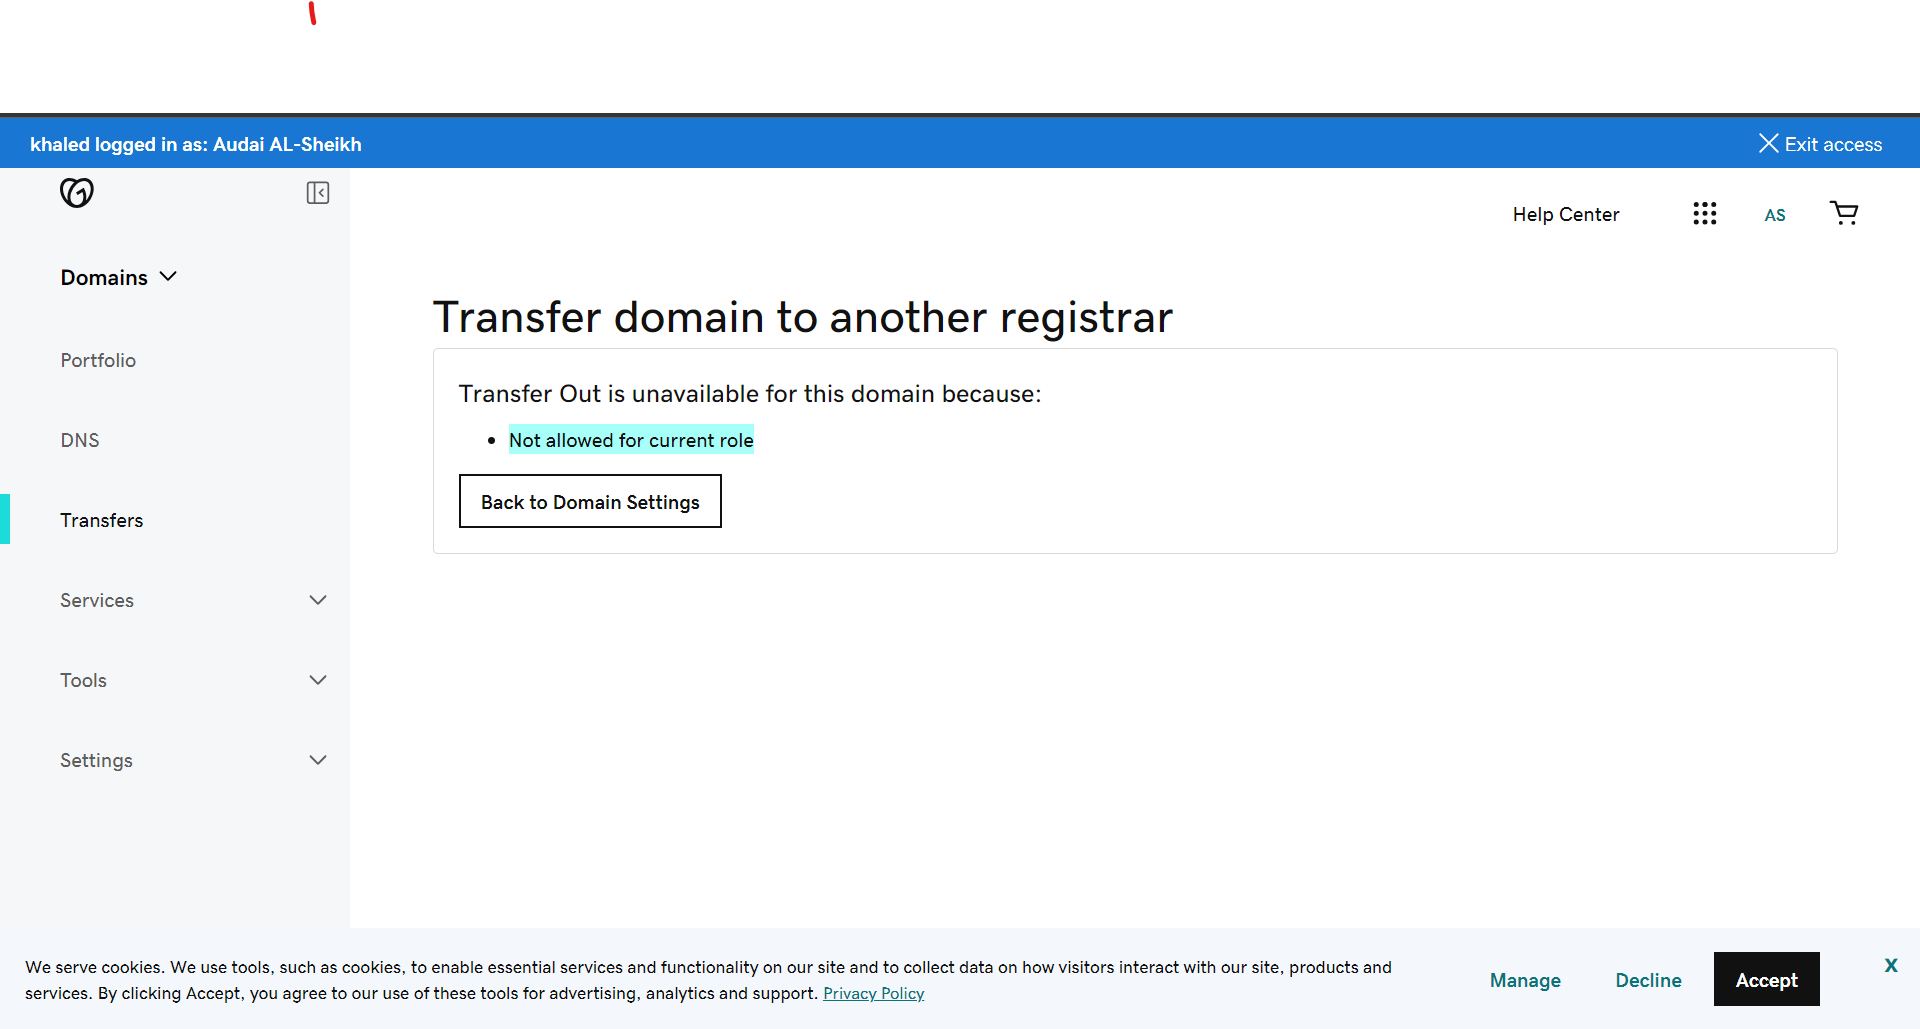 khaled logged in as: Audai AL-Sheikh
Exit access
Help Center
AS
Domains
Portfolio
DNS
Transfers
Services
Tools
Settings
Transfer domain to another registrar
Transfer Out is unavailable for this domain because:
Not allowed for current role
Back to Domain Settings
We serve cookies. We use tools, such as cookies, to enable essential services and functionality on our site and to collect data on how visitors interact with our site, products and
services. By clicking Accept, you agree to our use of these tools for advertising, analytics and support. Privacy Policy
Manage
Decline
Accept
X